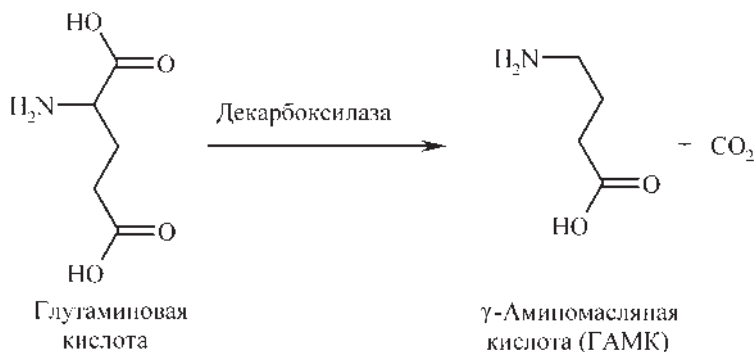 HO
O
H₂N
O
HO
Глутаминовая
кислота
Декарбоксилаза
H₂N
O
HO
γ-Аминомасляная
кислота (ГАМК)
– CO₂